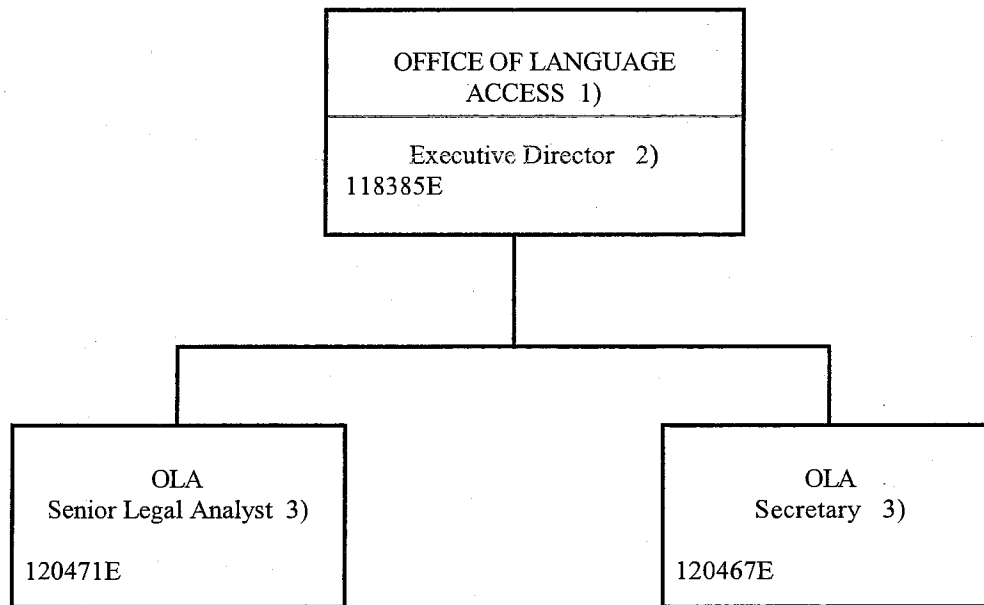 OFFICE OF LANGUAGE
ACCESS 1)
Executive Director 2)
118385E
OLA
Senior Legal Analyst 3)
120471E
OLA
Secretary 3)
120467E